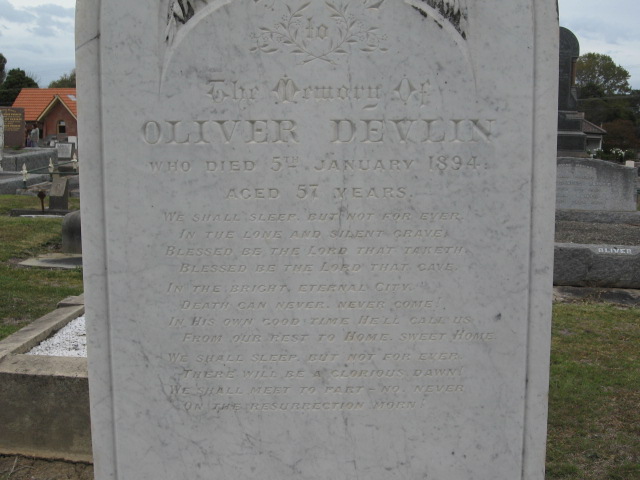 to
The Memory Of
OLIVER DEVLIN
WHO DIED 5TH JANUARY 1894.
AGED 57 YEARS.
WE SHALL SLEEP, BUT NOT FOR EVER,
IN THE LONE AND SILENT GRAVE,
BLESSED BE THE LORD THAT TAKETH,
BLESSED BE THE LORD THAT GAVE.
IN THE BRIGHT, ETERNAL CITY,
DEATH CAN NEVER, NEVER COME!
IN HIS OWN GOOD TIME HE'LL CALL US
FROM OUR REST TO HOME, SWEET HOME
WE SHALL SLEEP, BUT NOT FOR EVER
THERE WILL BE A GLORIOUS DAWN!
WE SHALL MEET TO PART - NO, NEVER
ON THE RESURRECTION MORN!
OLIVER